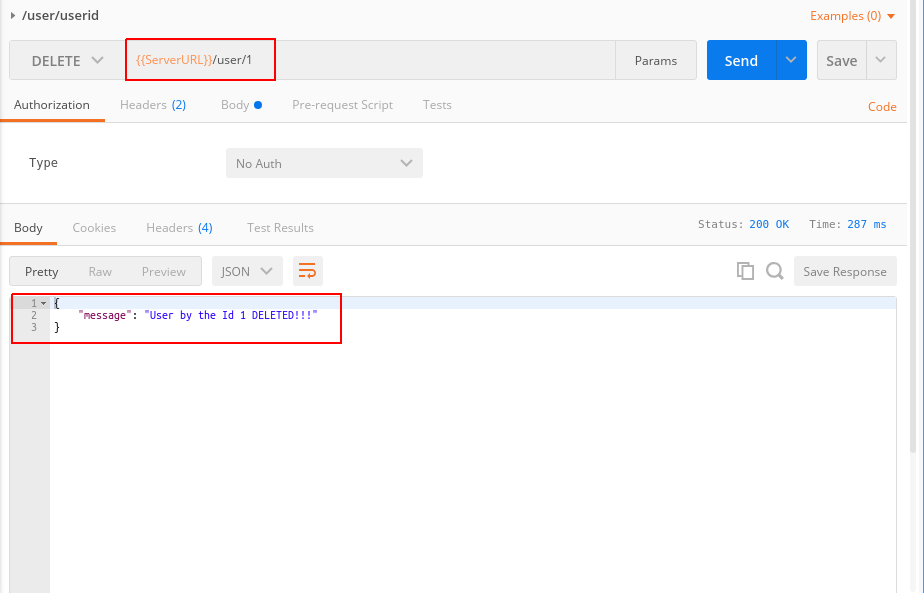 /user/userid Examples (0)
DELETE {{ServerURL}}/user/1 Params Send Save
Authorization Headers (2) Body Pre-request Script Tests Code
Type No Auth
Body Cookies Headers (4) Test Results Status: 200 OK Time: 287 ms
Pretty Raw Preview JSON Save Response
1 {
2 "message": "User by the Id 1 DELETED!!!"
3 }